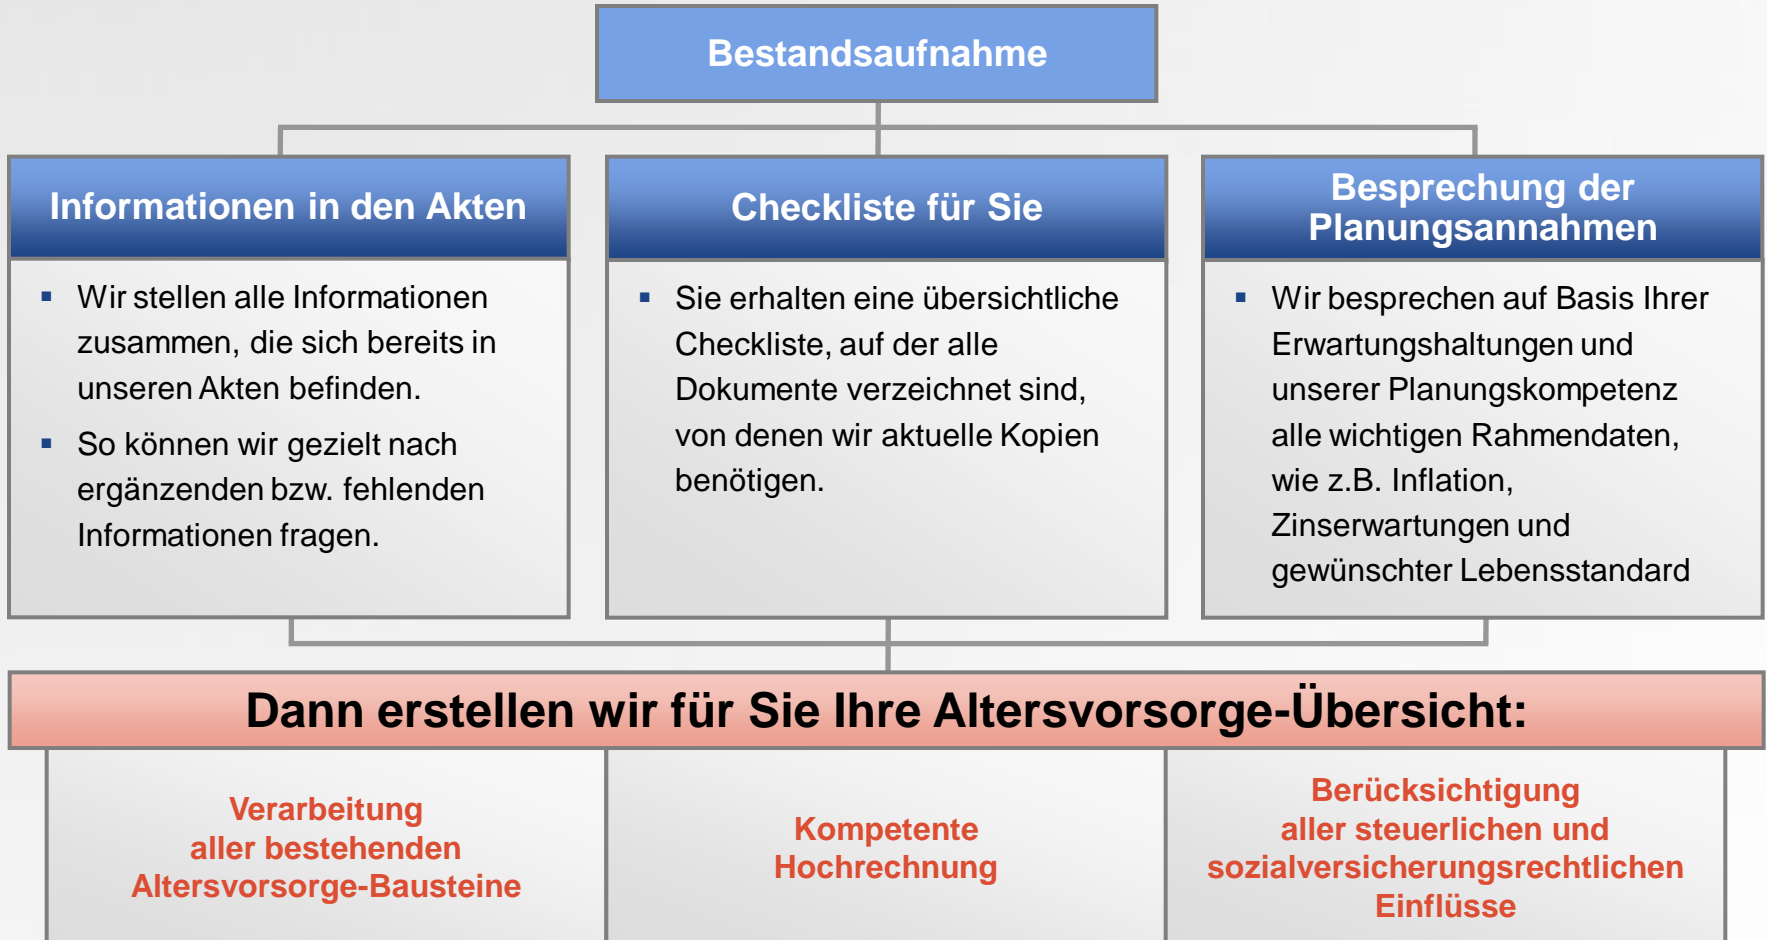 Bestandsaufnahme
Informationen in den Akten
▪ Wir stellen alle Informationen
zusammen, die sich bereits in
unseren Akten befinden.
▪ So können wir gezielt nach
ergänzenden bzw. fehlenden
Informationen fragen.
Checkliste für Sie
▪ Sie erhalten eine übersichtliche
Checkliste, auf der alle
Dokumente verzeichnet sind,
von denen wir aktuelle Kopien
benötigen.
Besprechung der
Planungsannahmen
▪ Wir besprechen auf Basis Ihrer
Erwartungshaltungen und
unserer Planungskompetenz
alle wichtigen Rahmendaten,
wie z.B. Inflation,
Zinserwartungen und
gewünschter Lebensstandard
Dann erstellen wir für Sie Ihre Altersvorsorge-Übersicht:
Verarbeitung
aller bestehenden
Altersvorsorge-Bausteine
Kompetente
Hochrechnung
Berücksichtigung
aller steuerlichen und
sozialversicherungsrechtlichen
Einflüsse